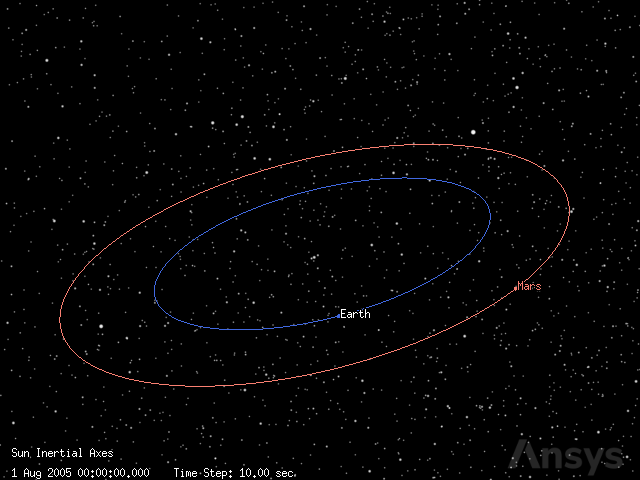 Mars
Earth
Sun Inertial Axes
1 Aug 2005 00:00:00.000 Time Step: 10.00 sec
Ansys